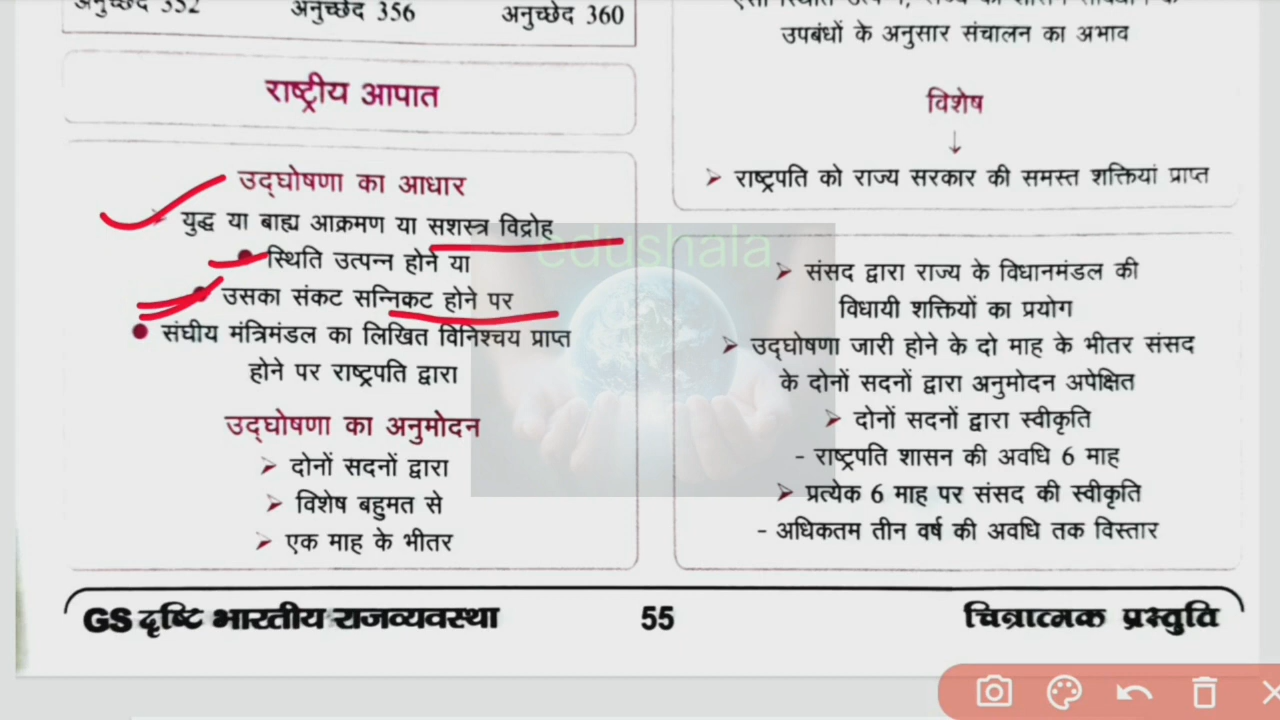 अनुच्छेद 352 अनुच्छेद 356 अनुच्छेद 360
राष्ट्रीय आपात
उद्घोषणा का आधार
युद्ध या बाह्य आक्रमण या सशस्त्र विद्रोह
स्थिति उत्पन्न होने या
उसका संकट सन्निकट होने पर
संघीय मंत्रिमंडल का लिखित विनिश्चय प्राप्त
होने पर राष्ट्रपति द्वारा
उद्घोषणा का अनुमोदन
दोनों सदनों द्वारा
विशेष बहुमत से
एक माह के भीतर
उपबंधों के अनुसार संचालन का अभाव
विशेष
राष्ट्रपति को राज्य सरकार की समस्त शक्तियां प्राप्त
संसद द्वारा राज्य के विधानमंडल की
विधायी शक्तियों का प्रयोग
उद्घोषणा जारी होने के दो माह के भीतर संसद
के दोनों सदनों द्वारा अनुमोदन अपेक्षित
दोनों सदनों द्वारा स्वीकृति
- राष्ट्रपति शासन की अवधि 6 माह
प्रत्येक 6 माह पर संसद की स्वीकृति
- अधिकतम तीन वर्ष की अवधि तक विस्तार
edushala
GS दृष्टि भारतीय राजव्यवस्था 55 चित्रात्मक प्रस्तुति